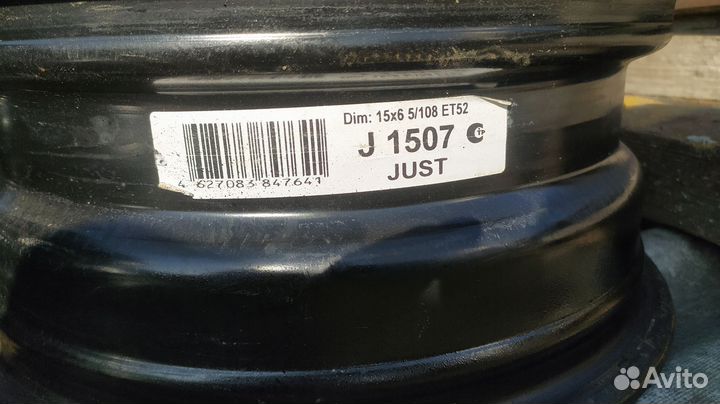 Dim: 15x6 5/108 ET52
J 1507
JUST
4 627083 847641
Avito